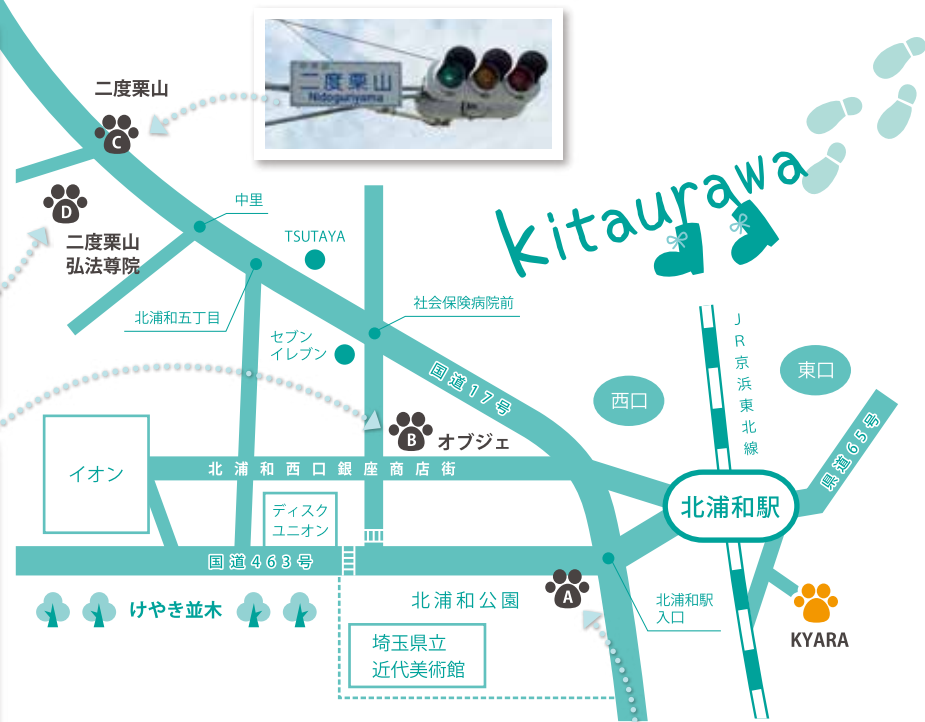 二度栗山
Nidoguriyama
二度栗山
C
D
二度栗山
弘法尊院
中里
TSUTAYA
北浦和五丁目
社会保険病院前
セブン
イレブン
kitaurawa
国道17号
西口
JR京浜東北線
東口
県道65号
B
オブジェ
イオン
北浦和西口銀座商店街
北浦和駅
ディスク
ユニオン
国道463号
けやき並木
A
北浦和公園
北浦和駅
入口
埼玉県立
近代美術館
KYARA